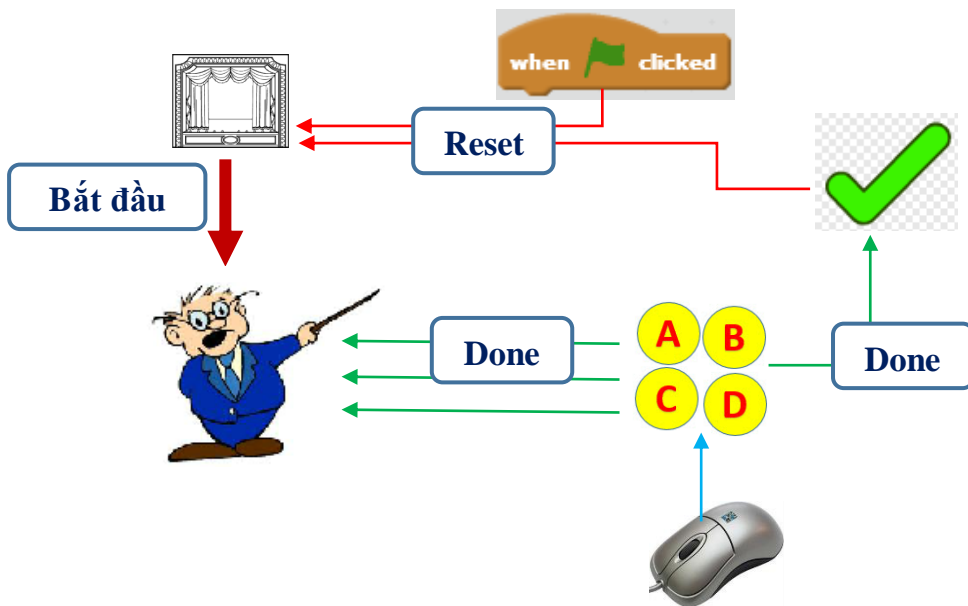 when clicked
Reset
Bắt đầu
Done
Done
A B
C D